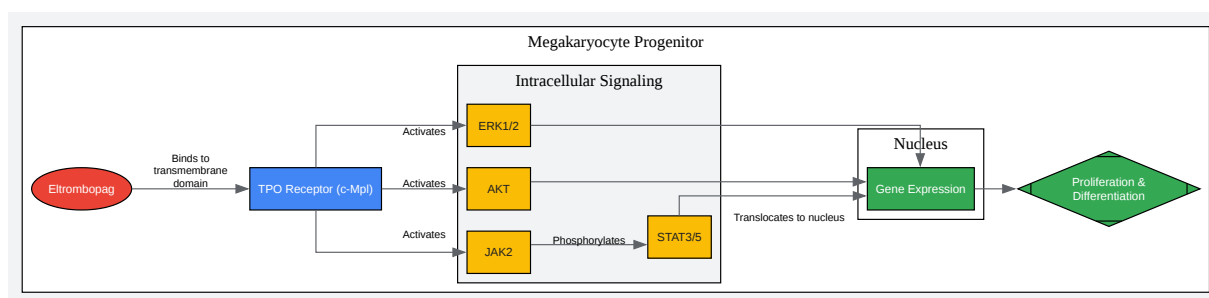 Megakaryocyte Progenitor
Intracellular Signaling
Eltrombopag
Binds to
transmembrane
domain
TPO Receptor (c-Mpl)
Activates
ERK1/2
Activates
AKT
Activates
JAK2
Phosphorylates
STAT3/5
Translocates to nucleus
Nucleus
Gene Expression
Proliferation &
Differentiation